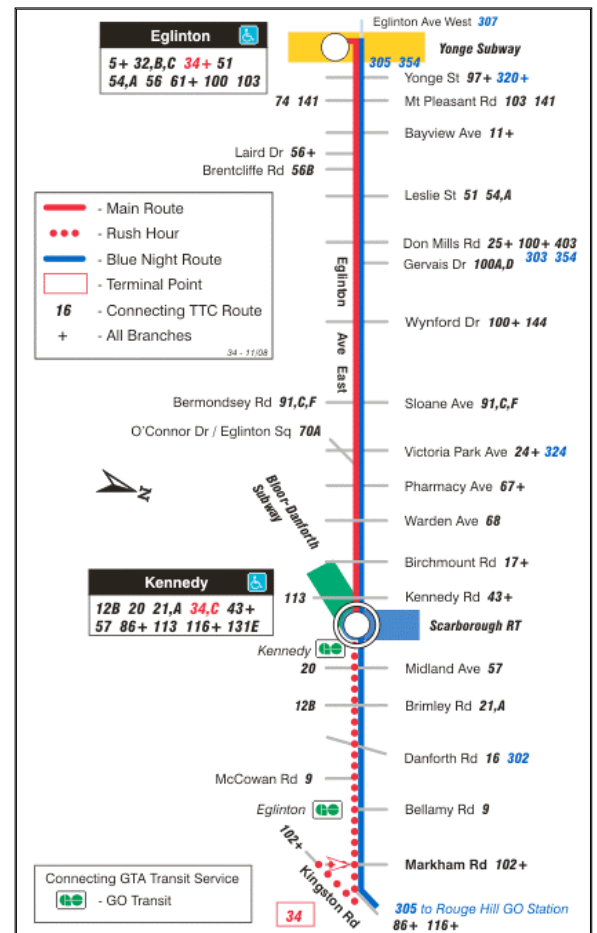 Eglinton Ave West 307
Eglinton
5+ 32,B,C 34+ 51
54,A 56 61+ 100 103
Yonge Subway
305 354
Yonge St 97+ 320+
74 141
Mt Pleasant Rd 103 141
Bayview Ave 11+
Laird Dr 56+
Brentcliffe Rd 56B
Leslie St 51 54,A
- Main Route
- Rush Hour
- Blue Night Route
- Terminal Point
16 - Connecting TTC Route
+ - All Branches
34 - 11/08
Don Mills Rd 25+ 100+ 403
303 354
Gervais Dr 100A,D
Eglinton Ave East
Wynford Dr 100+ 144
Bermondsey Rd 91,C,F
Sloane Ave 91,C,F
O'Connor Dr / Eglinton Sq 70A
Victoria Park Ave 24+ 324
N
Bloor-Danforth
Subway
Pharmacy Ave 67+
Warden Ave 68
Birchmount Rd 17+
Kennedy
12B 20 21,A 34,C 43+
57 86+ 113 116+ 131E
113
Kennedy Rd 43+
Scarborough RT
Kennedy GO
20
Midland Ave 57
12B
Brimley Rd 21,A
Danforth Rd 16 302
McCowan Rd 9
Eglinton GO
Bellamy Rd 9
102+
Markham Rd 102+
Kingston Rd
Connecting GTA Transit Service
GO - GO Transit
34
305 to Rouge Hill GO Station
86+ 116+